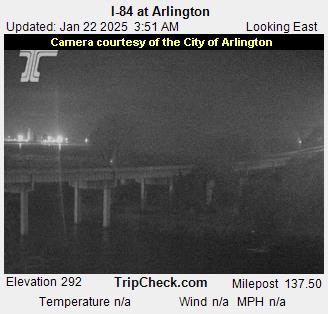 I-84 at Arlington
Updated: Jan 22 2025 3:51 AM Looking East
Camera courtesy of the City of Arlington
Elevation 292 TripCheck.com Milepost 137.50
Temperature n/a Wind n/a MPH n/a